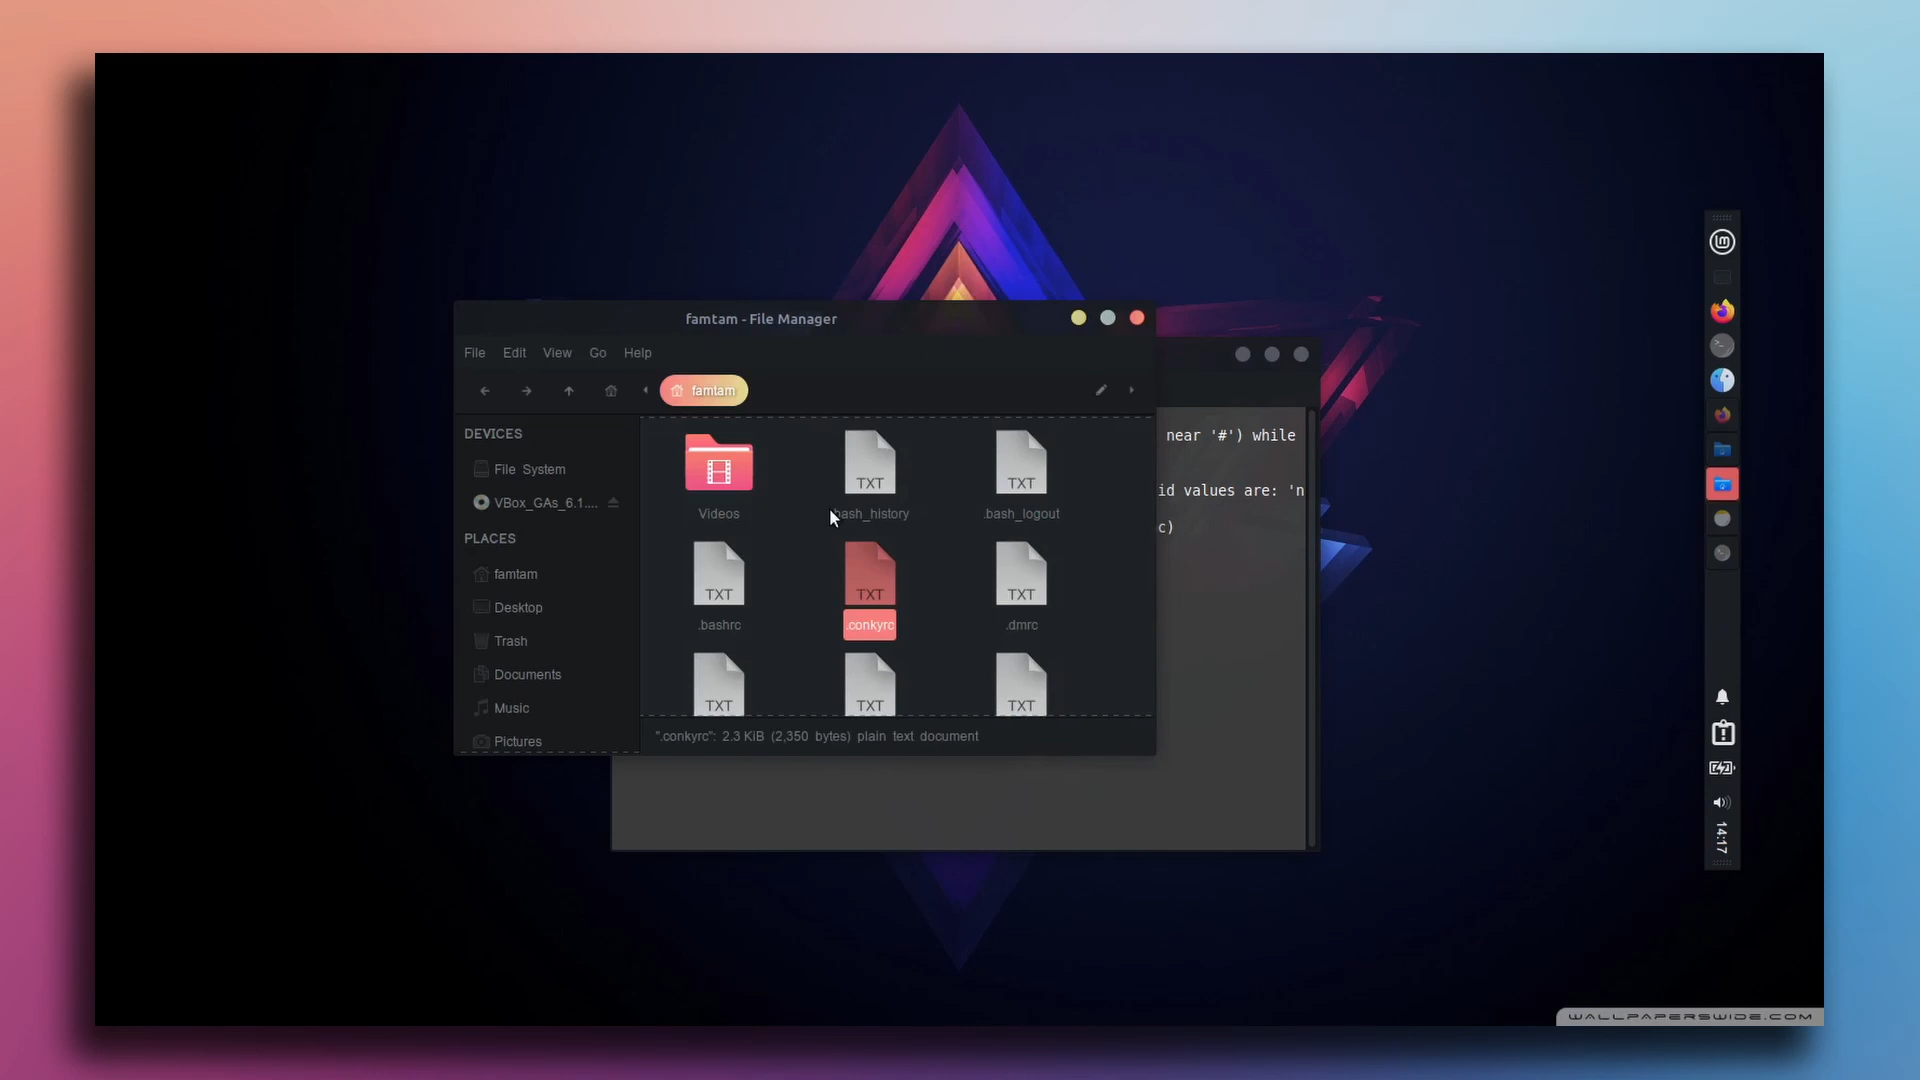 famtam - File Manager
File Edit View Go Help
famtam
DEVICES
File System
VBox_GAs_6.1....
PLACES
famtam
Desktop
Trash
Documents
Music
Pictures
TXT
TXT
Videos
.bash_history
.bash_logout
TXT
TXT
TXT
.bashrc
.conkyrc
.dmrc
TXT
TXT
TXT
".conkyrc": 2.3 KiB (2,350 bytes) plain text document
near '#') while
id values are: 'n
c)
14:17
WALLPAPERSWIDE.COM